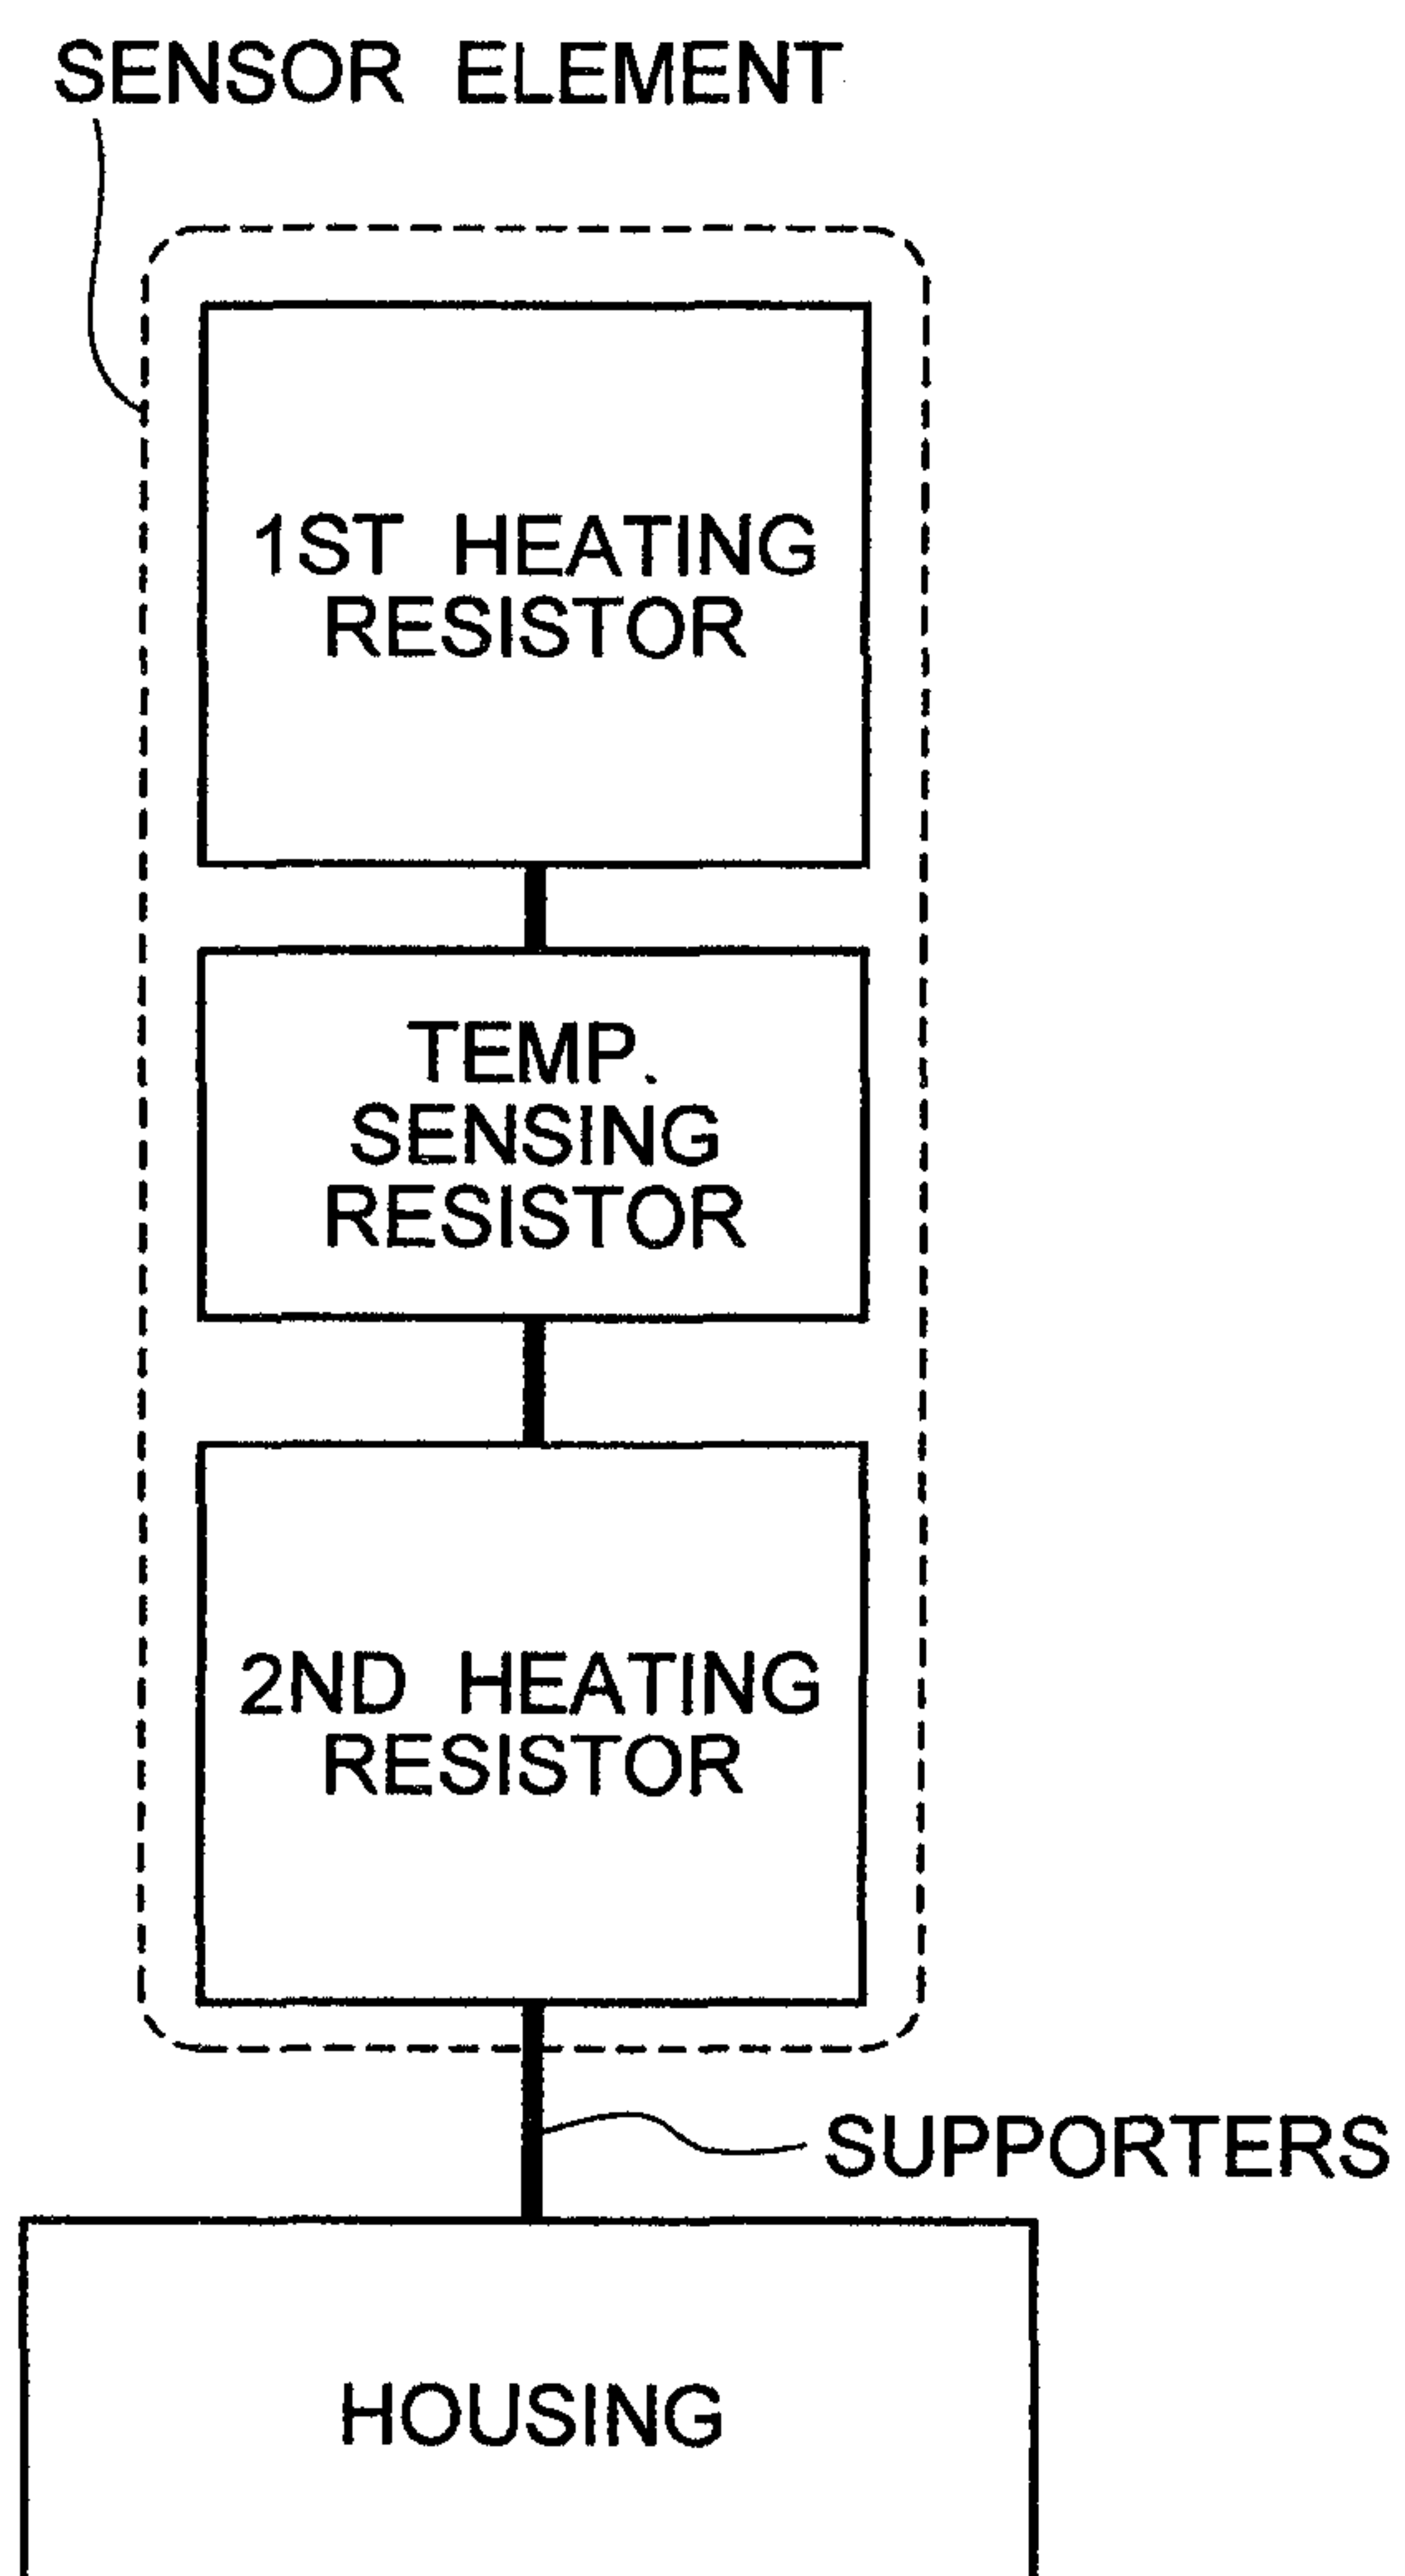 SENSOR ELEMENT
1ST HEATING
RESISTOR
TEMP.
SENSING
RESISTOR
2ND HEATING
RESISTOR
SUPPORTERS
HOUSING